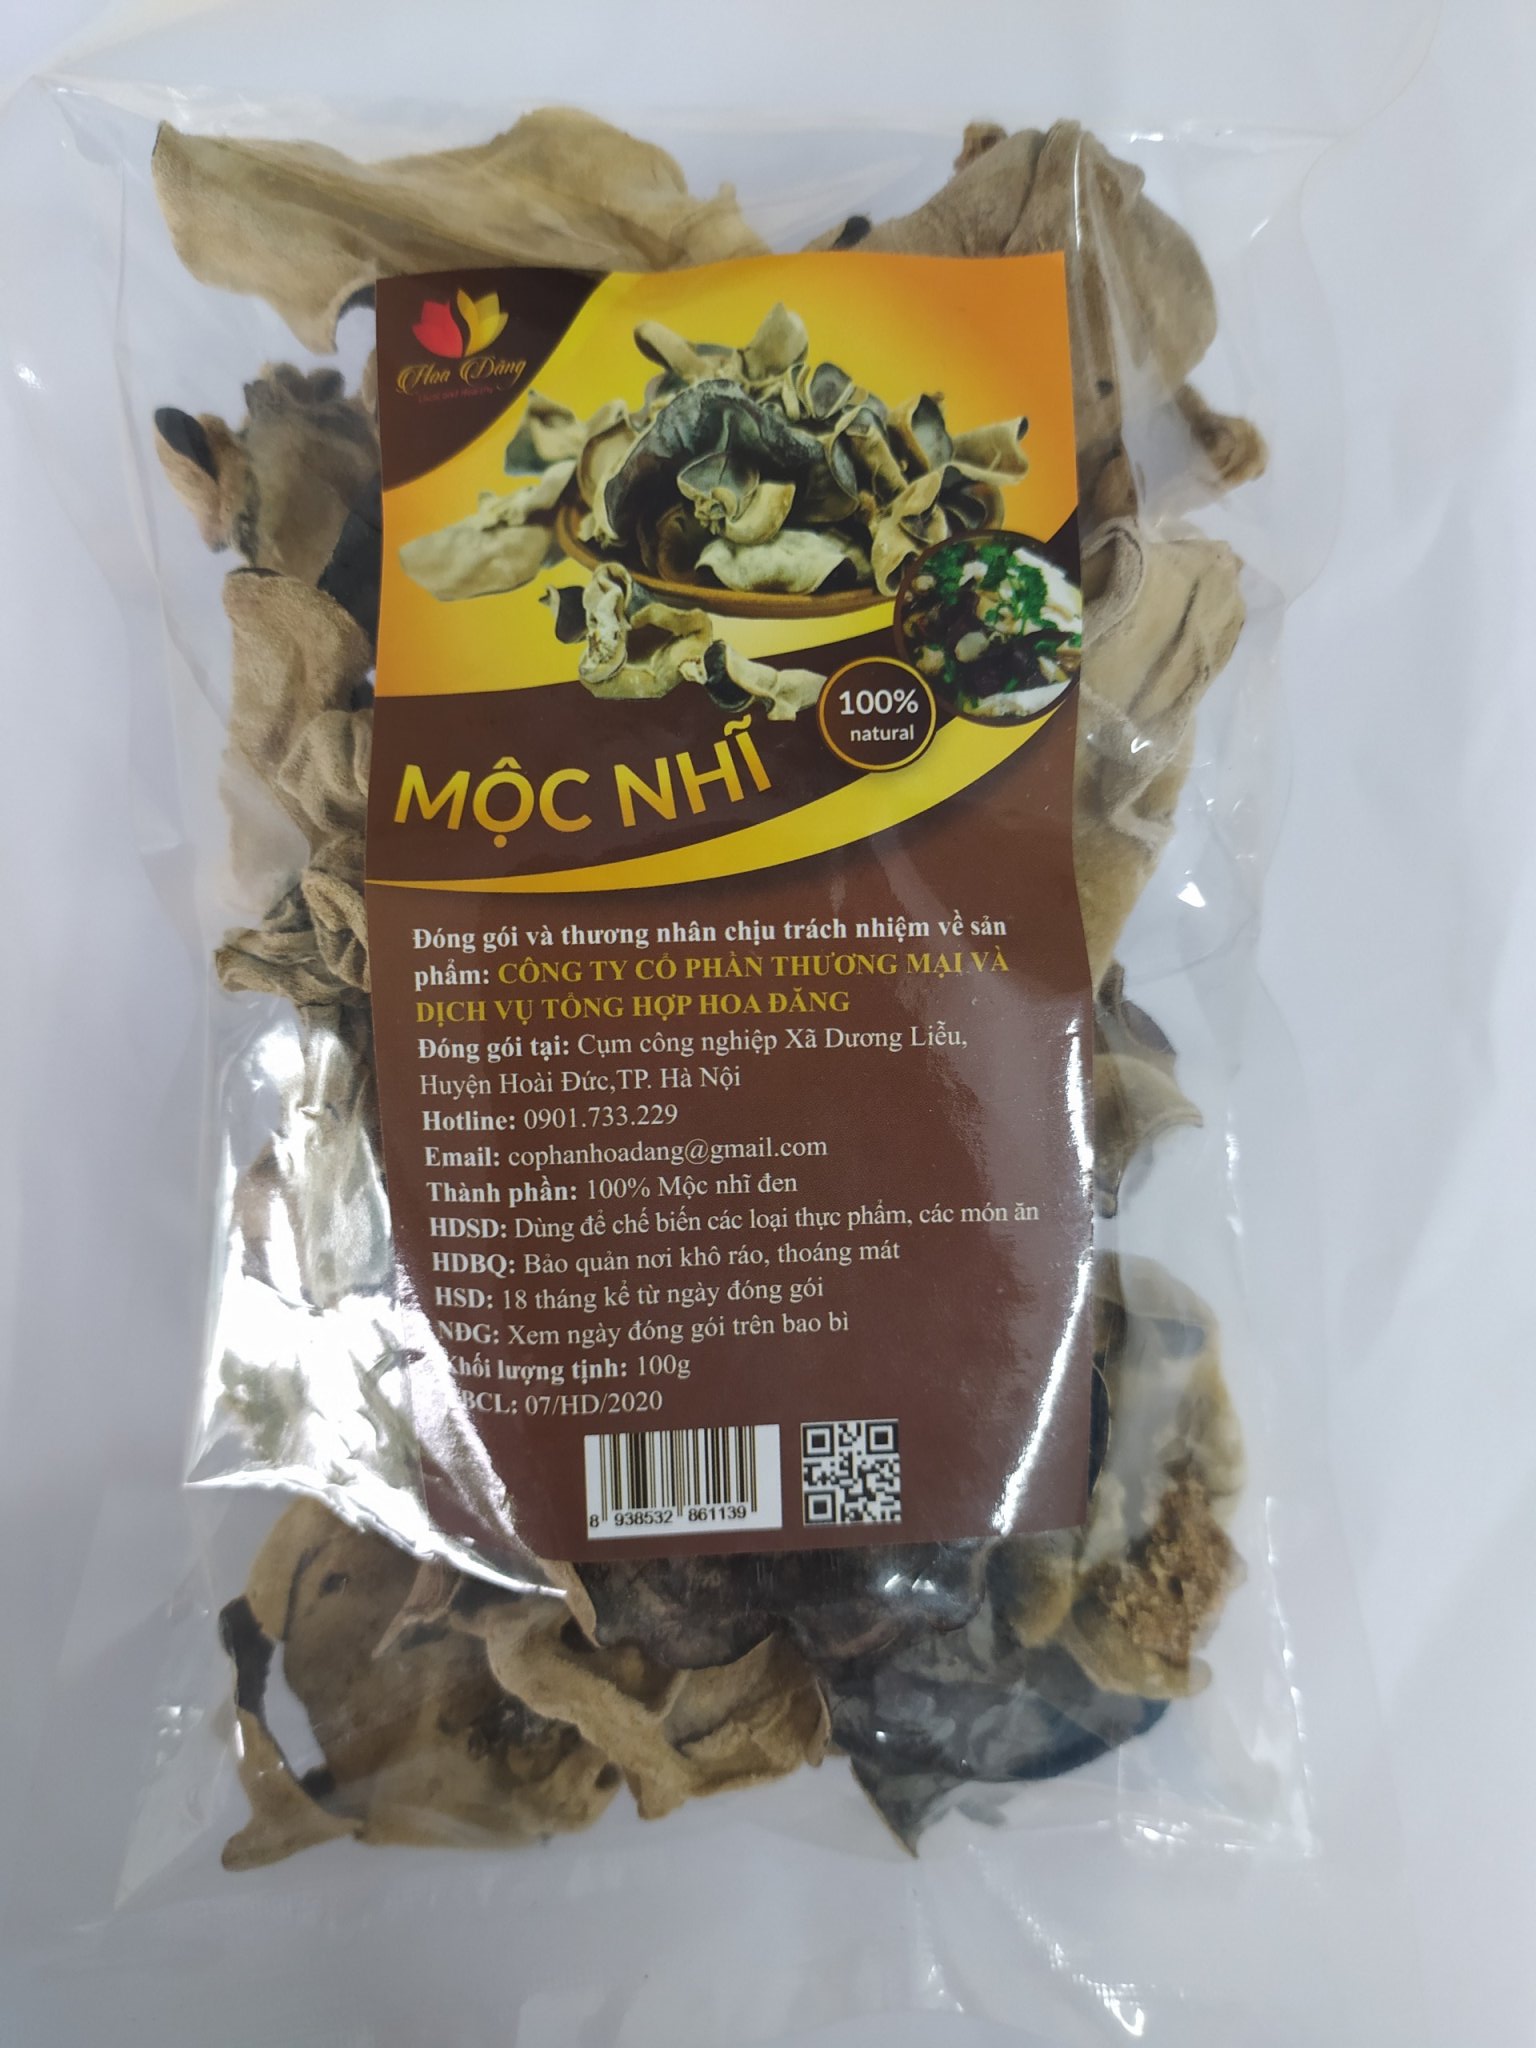 Hoa Đăng
100%
natural
MỘC NHĨ
Đóng gói và thương nhân chịu trách nhiệm về sản
phẩm: CÔNG TY CỔ PHẦN THƯƠNG MẠI VÀ
DỊCH VỤ TỔNG HỢP HOA ĐĂNG
Đóng gói tại: Cụm công nghiệp Xã Dương Liễu,
Huyện Hoài Đức,TP. Hà Nội
Hotline: 0901.733.229
Email: cophanhoadang@gmail.com
Thành phần: 100% Mộc nhĩ đen
HDSD: Dùng để chế biến các loại thực phẩm, các món ăn
HDBQ: Bảo quản nơi khô ráo, thoáng mát
HSD: 18 tháng kể từ ngày đóng gói
NĐG: Xem ngày đóng gói trên bao bì
Khối lượng tịnh: 100g
BCL: 07/HD/2020
8 938532 861139